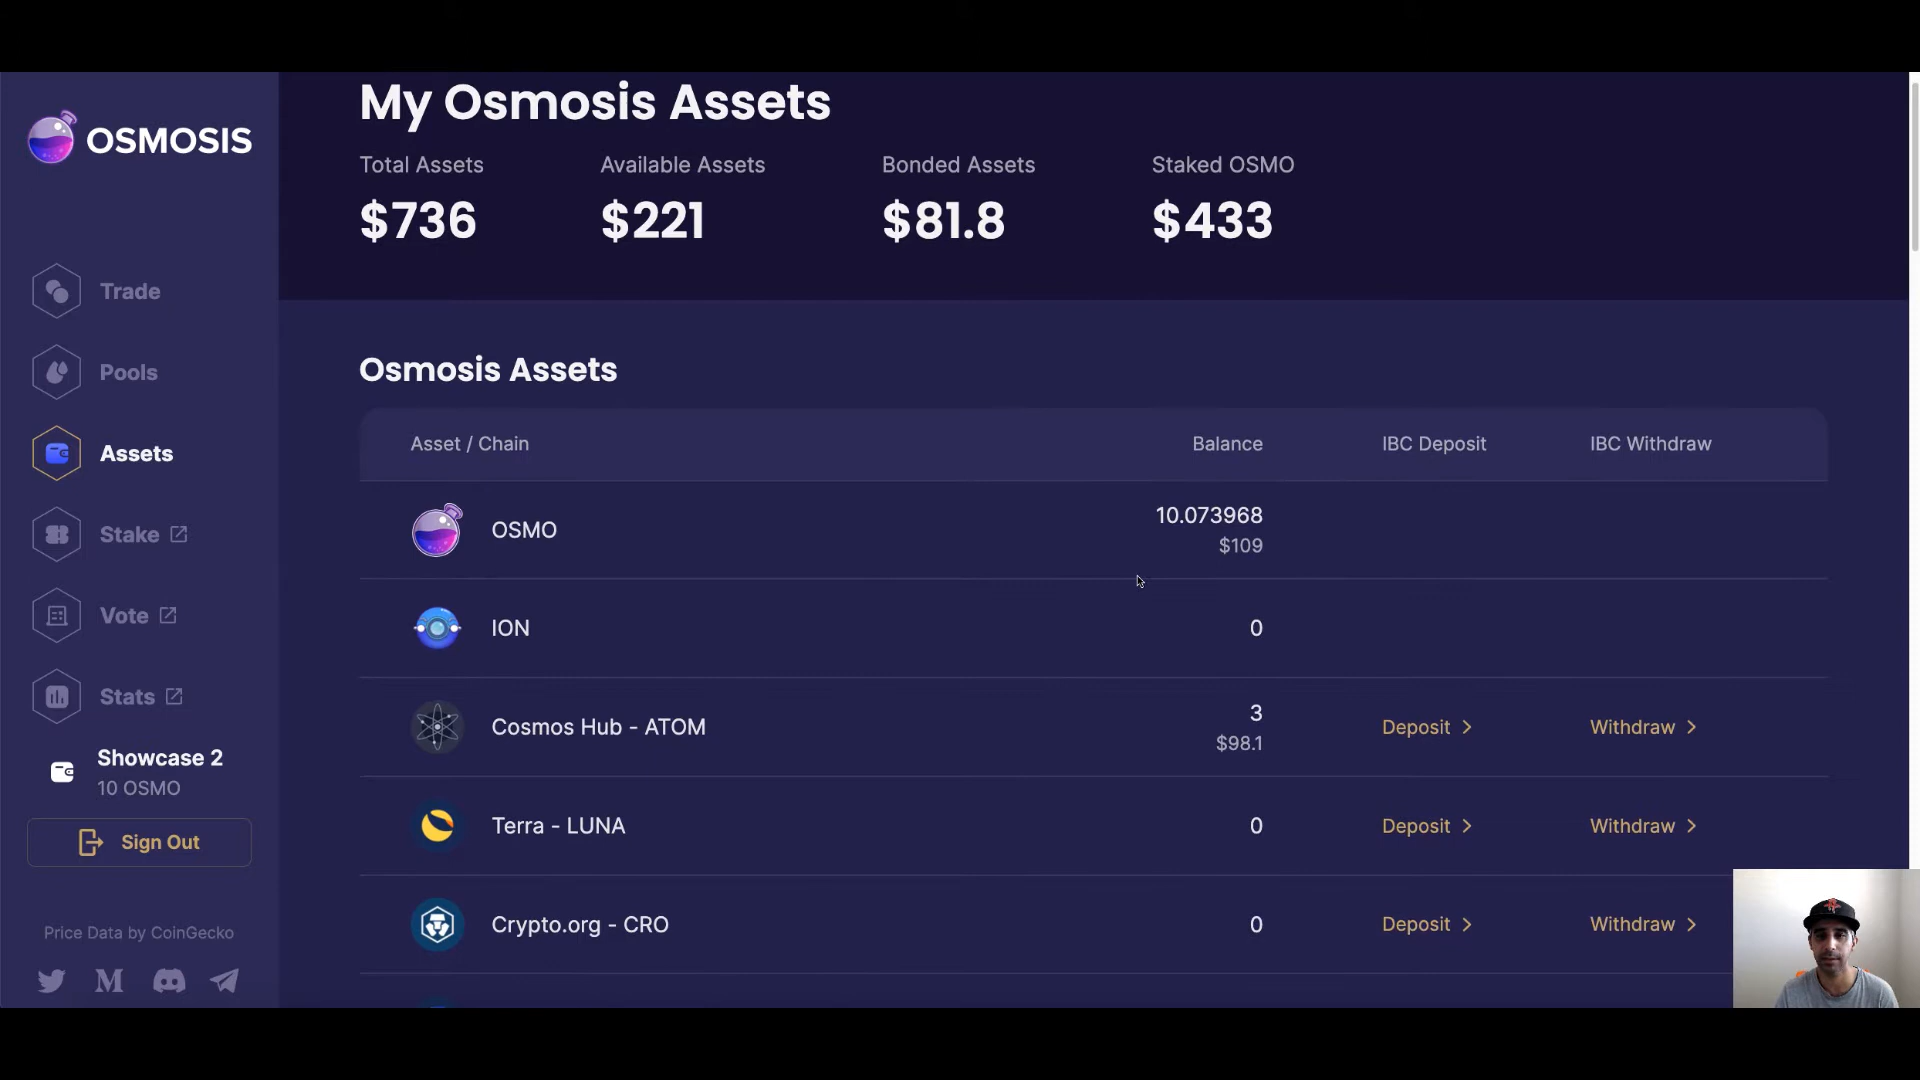 OSMOSIS
Trade
Pools
Assets
Stake
Vote
Stats
Showcase 2
10 OSMO
Sign Out
Price Data by CoinGecko
My Osmosis Assets
Total Assets Available Assets Bonded Assets Staked OSMO
$736 $221 $81.8 $433
Osmosis Assets
Asset / Chain Balance IBC Deposit IBC Withdraw
OSMO 10.073968
$109
ION 0
Cosmos Hub - ATOM 3 Deposit Withdraw
$98.1
Terra - LUNA 0 Deposit Withdraw
Crypto.org - CRO 0 Deposit Withdraw